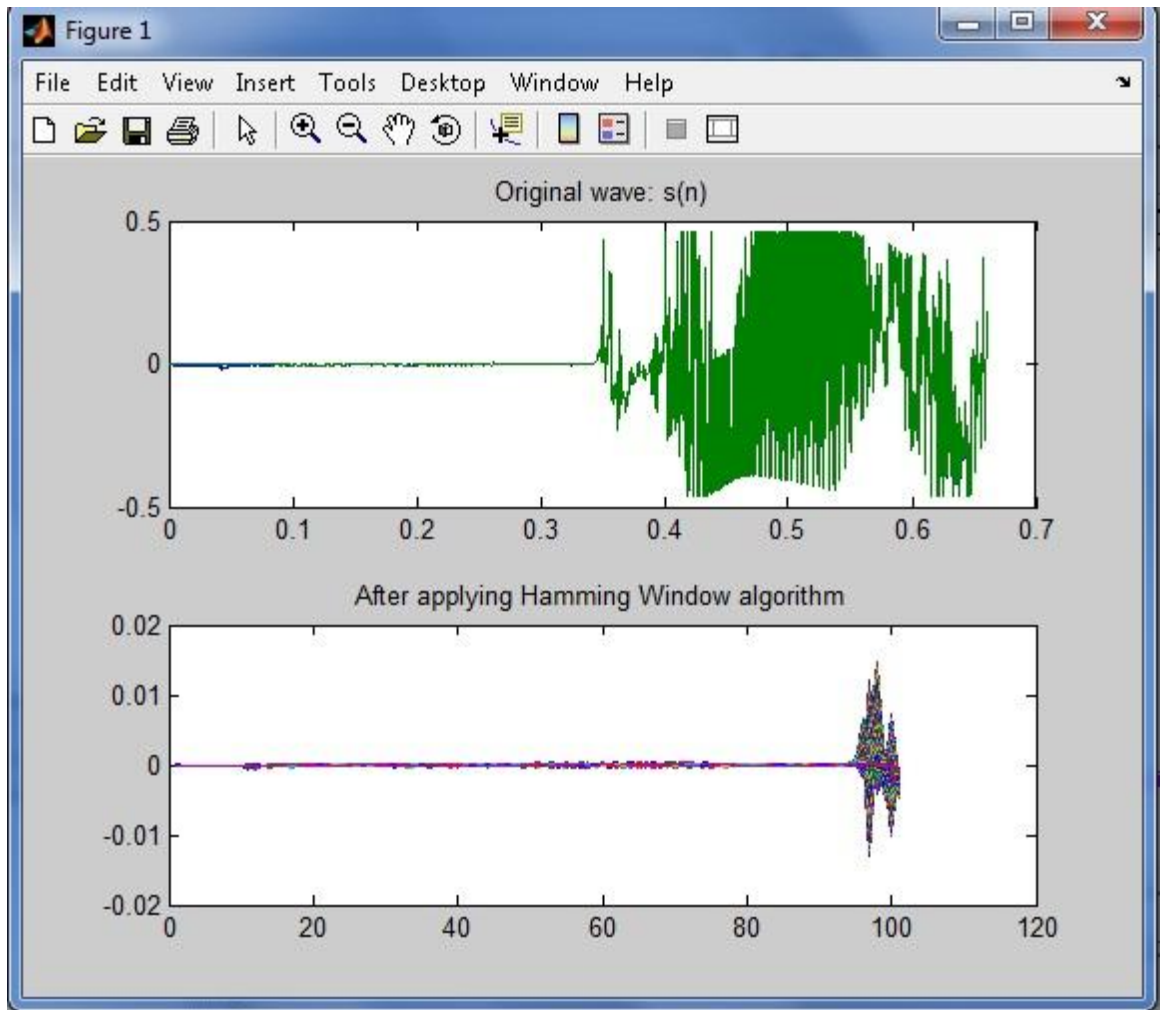 Figure 1
File Edit View Insert Tools Desktop Window Help
Original wave: s(n)
0.5
0
-0.5
0 0.1 0.2 0.3 0.4 0.5 0.6 0.7
After applying Hamming Window algorithm
0.02
0.01
0
-0.01
-0.02
0 20 40 60 80 100 120